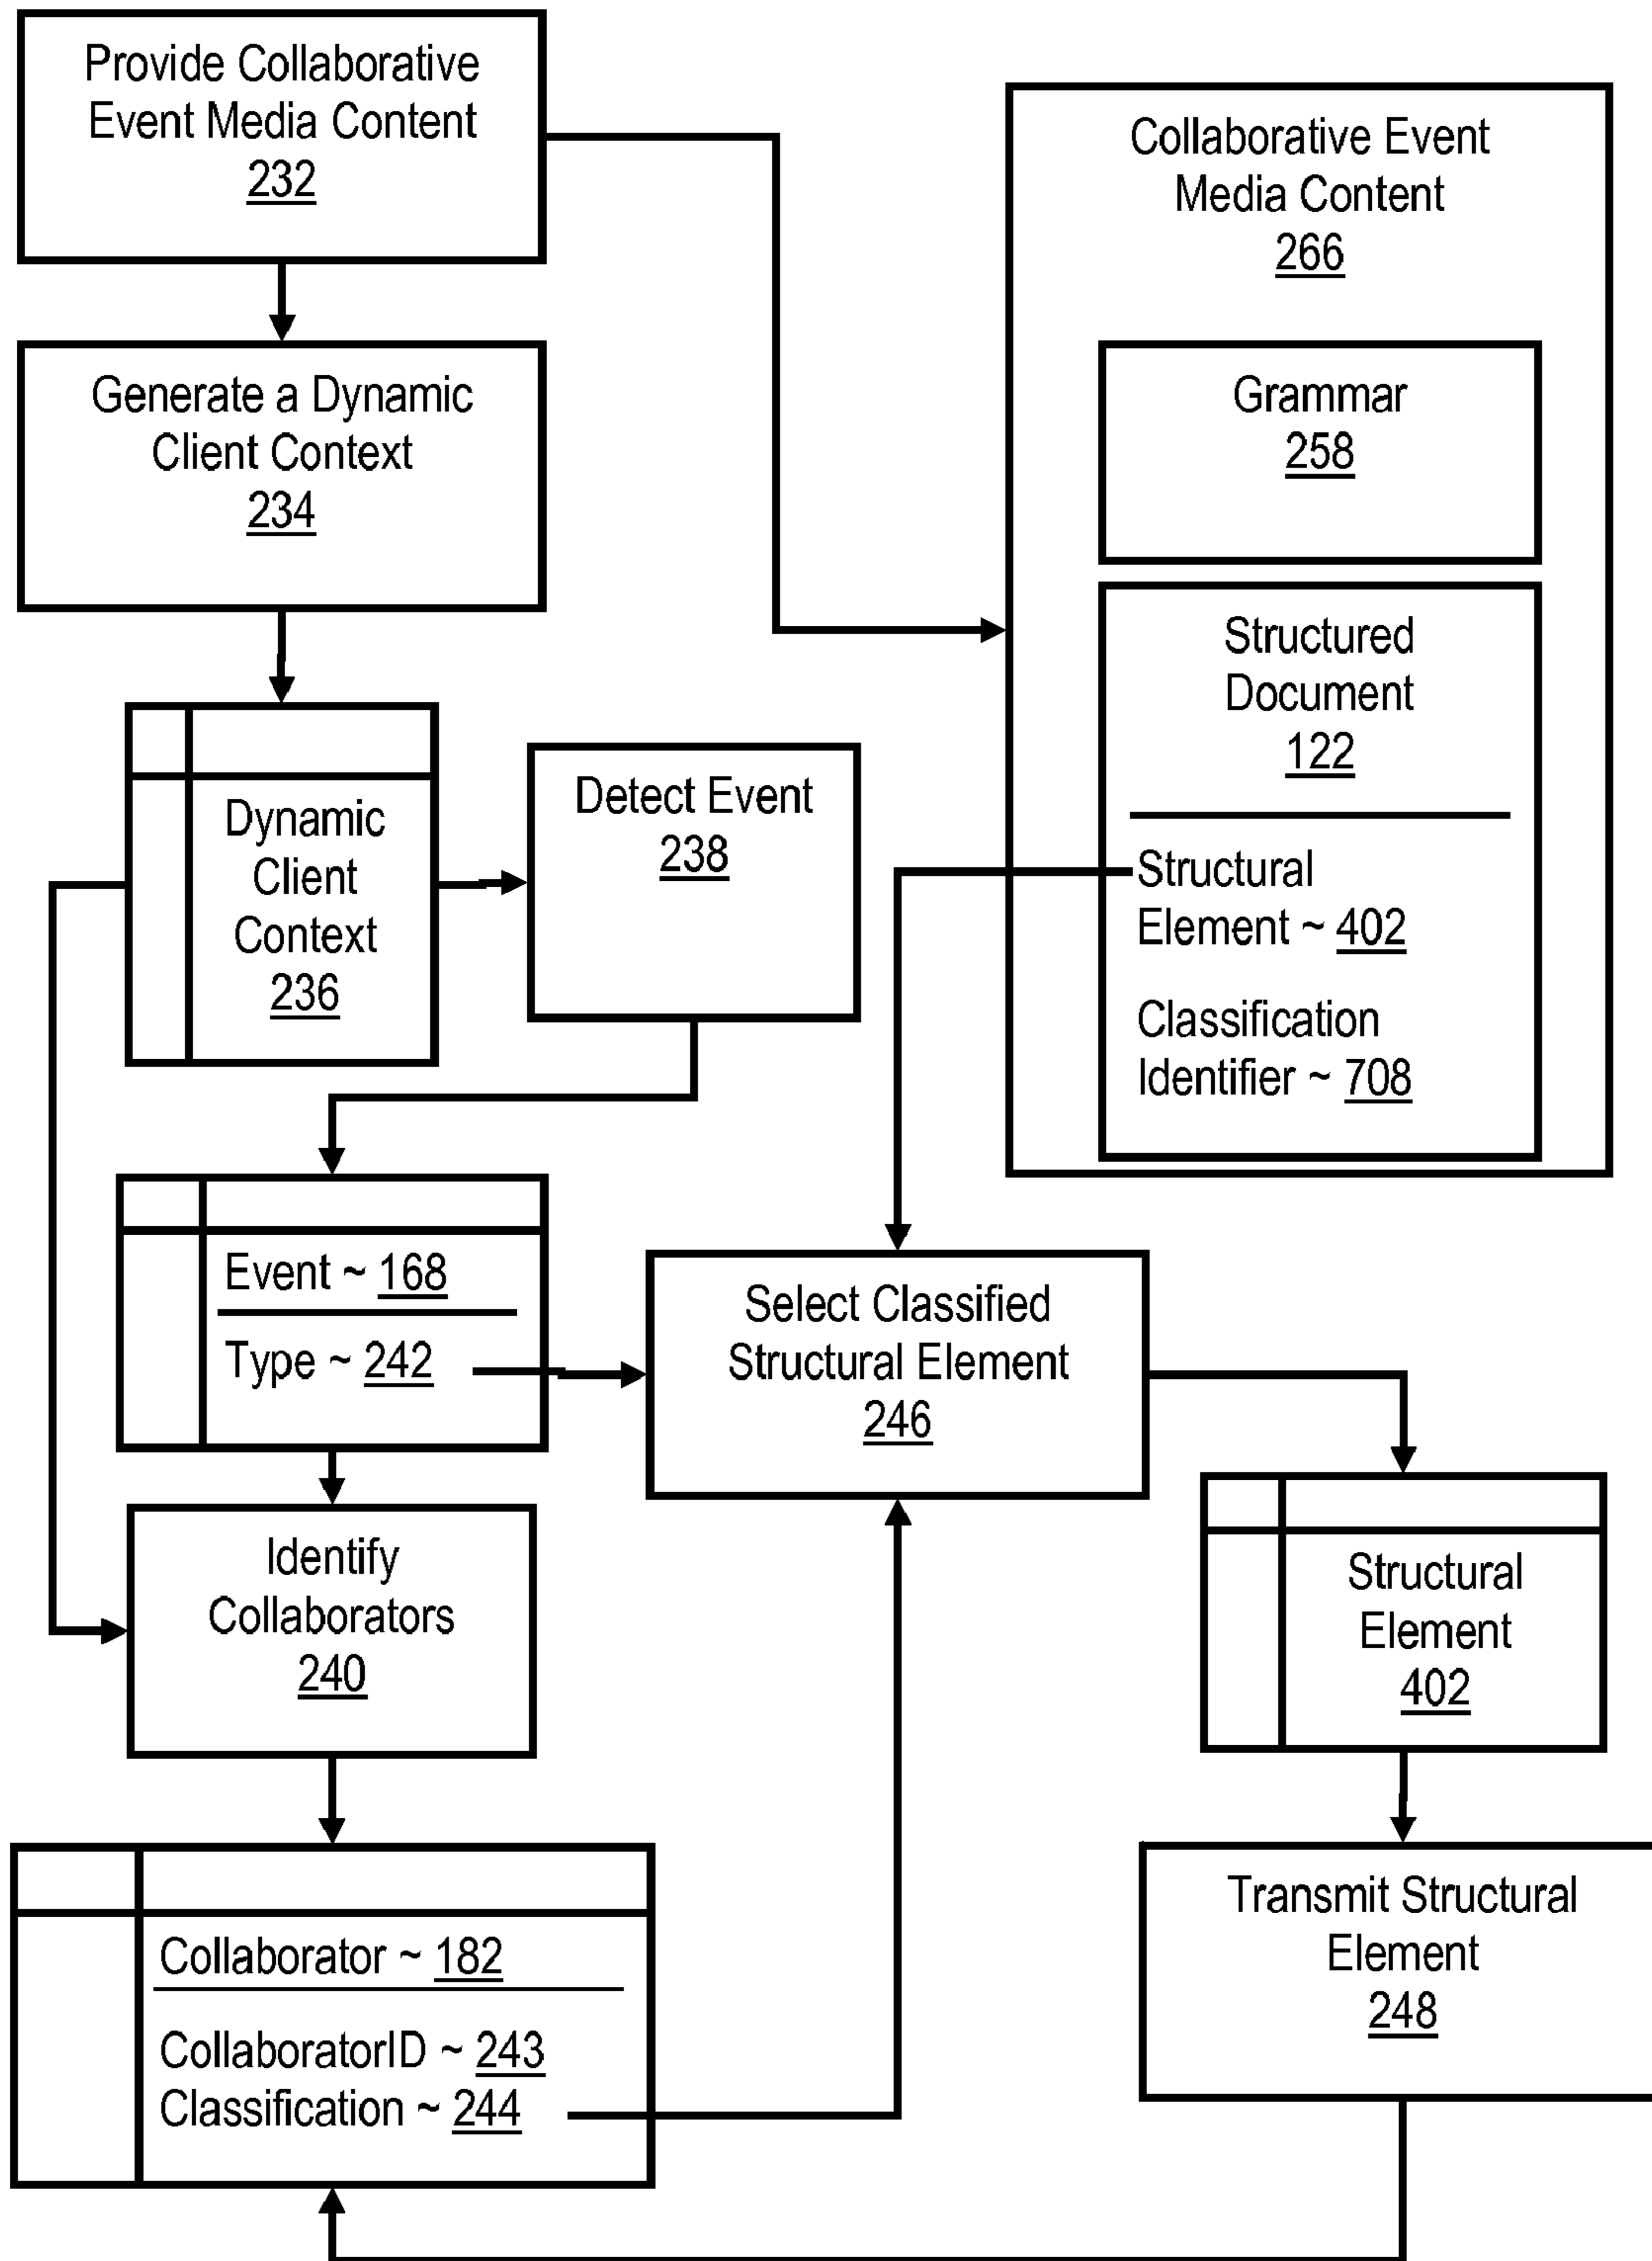 Provide Collaborative
Event Media Content
232
Generate a Dynamic
Client Context
234
Dynamic
Client
Context
236
Detect Event
238
Collaborative Event
Media Content
266
Grammar
258
Structured
Document
122
Structural
Element ~ 402
Classification
Identifier ~ 708
Event ~ 168
Type ~ 242
Select Classified
Structural Element
246
Identify
Collaborators
240
Structural
Element
402
Collaborator ~ 182
CollaboratorID ~ 243
Classification ~ 244
Transmit Structural
Element
248